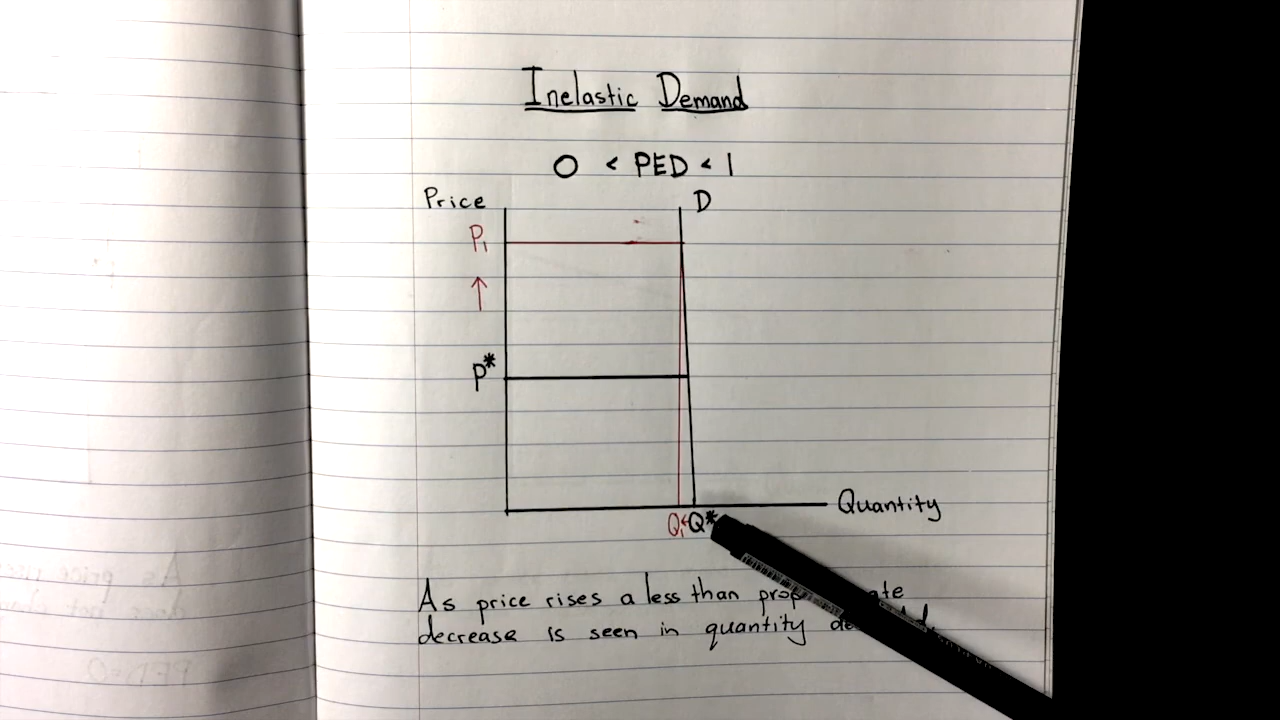 Inelastic Demand
0 < PED < 1
Price
D
P₁
↑
P*
Quantity
Q₁ < Q*
As price rises a less than
decrease is seen in quantity